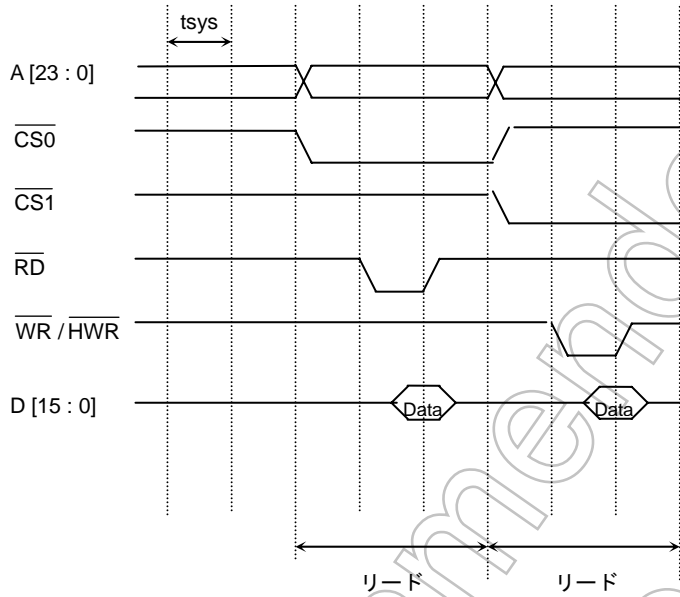 tsys
A [23 : 0]
CS0
CS1
RD
WR / HWR
D [15 : 0]
Data
Data
リード
リード